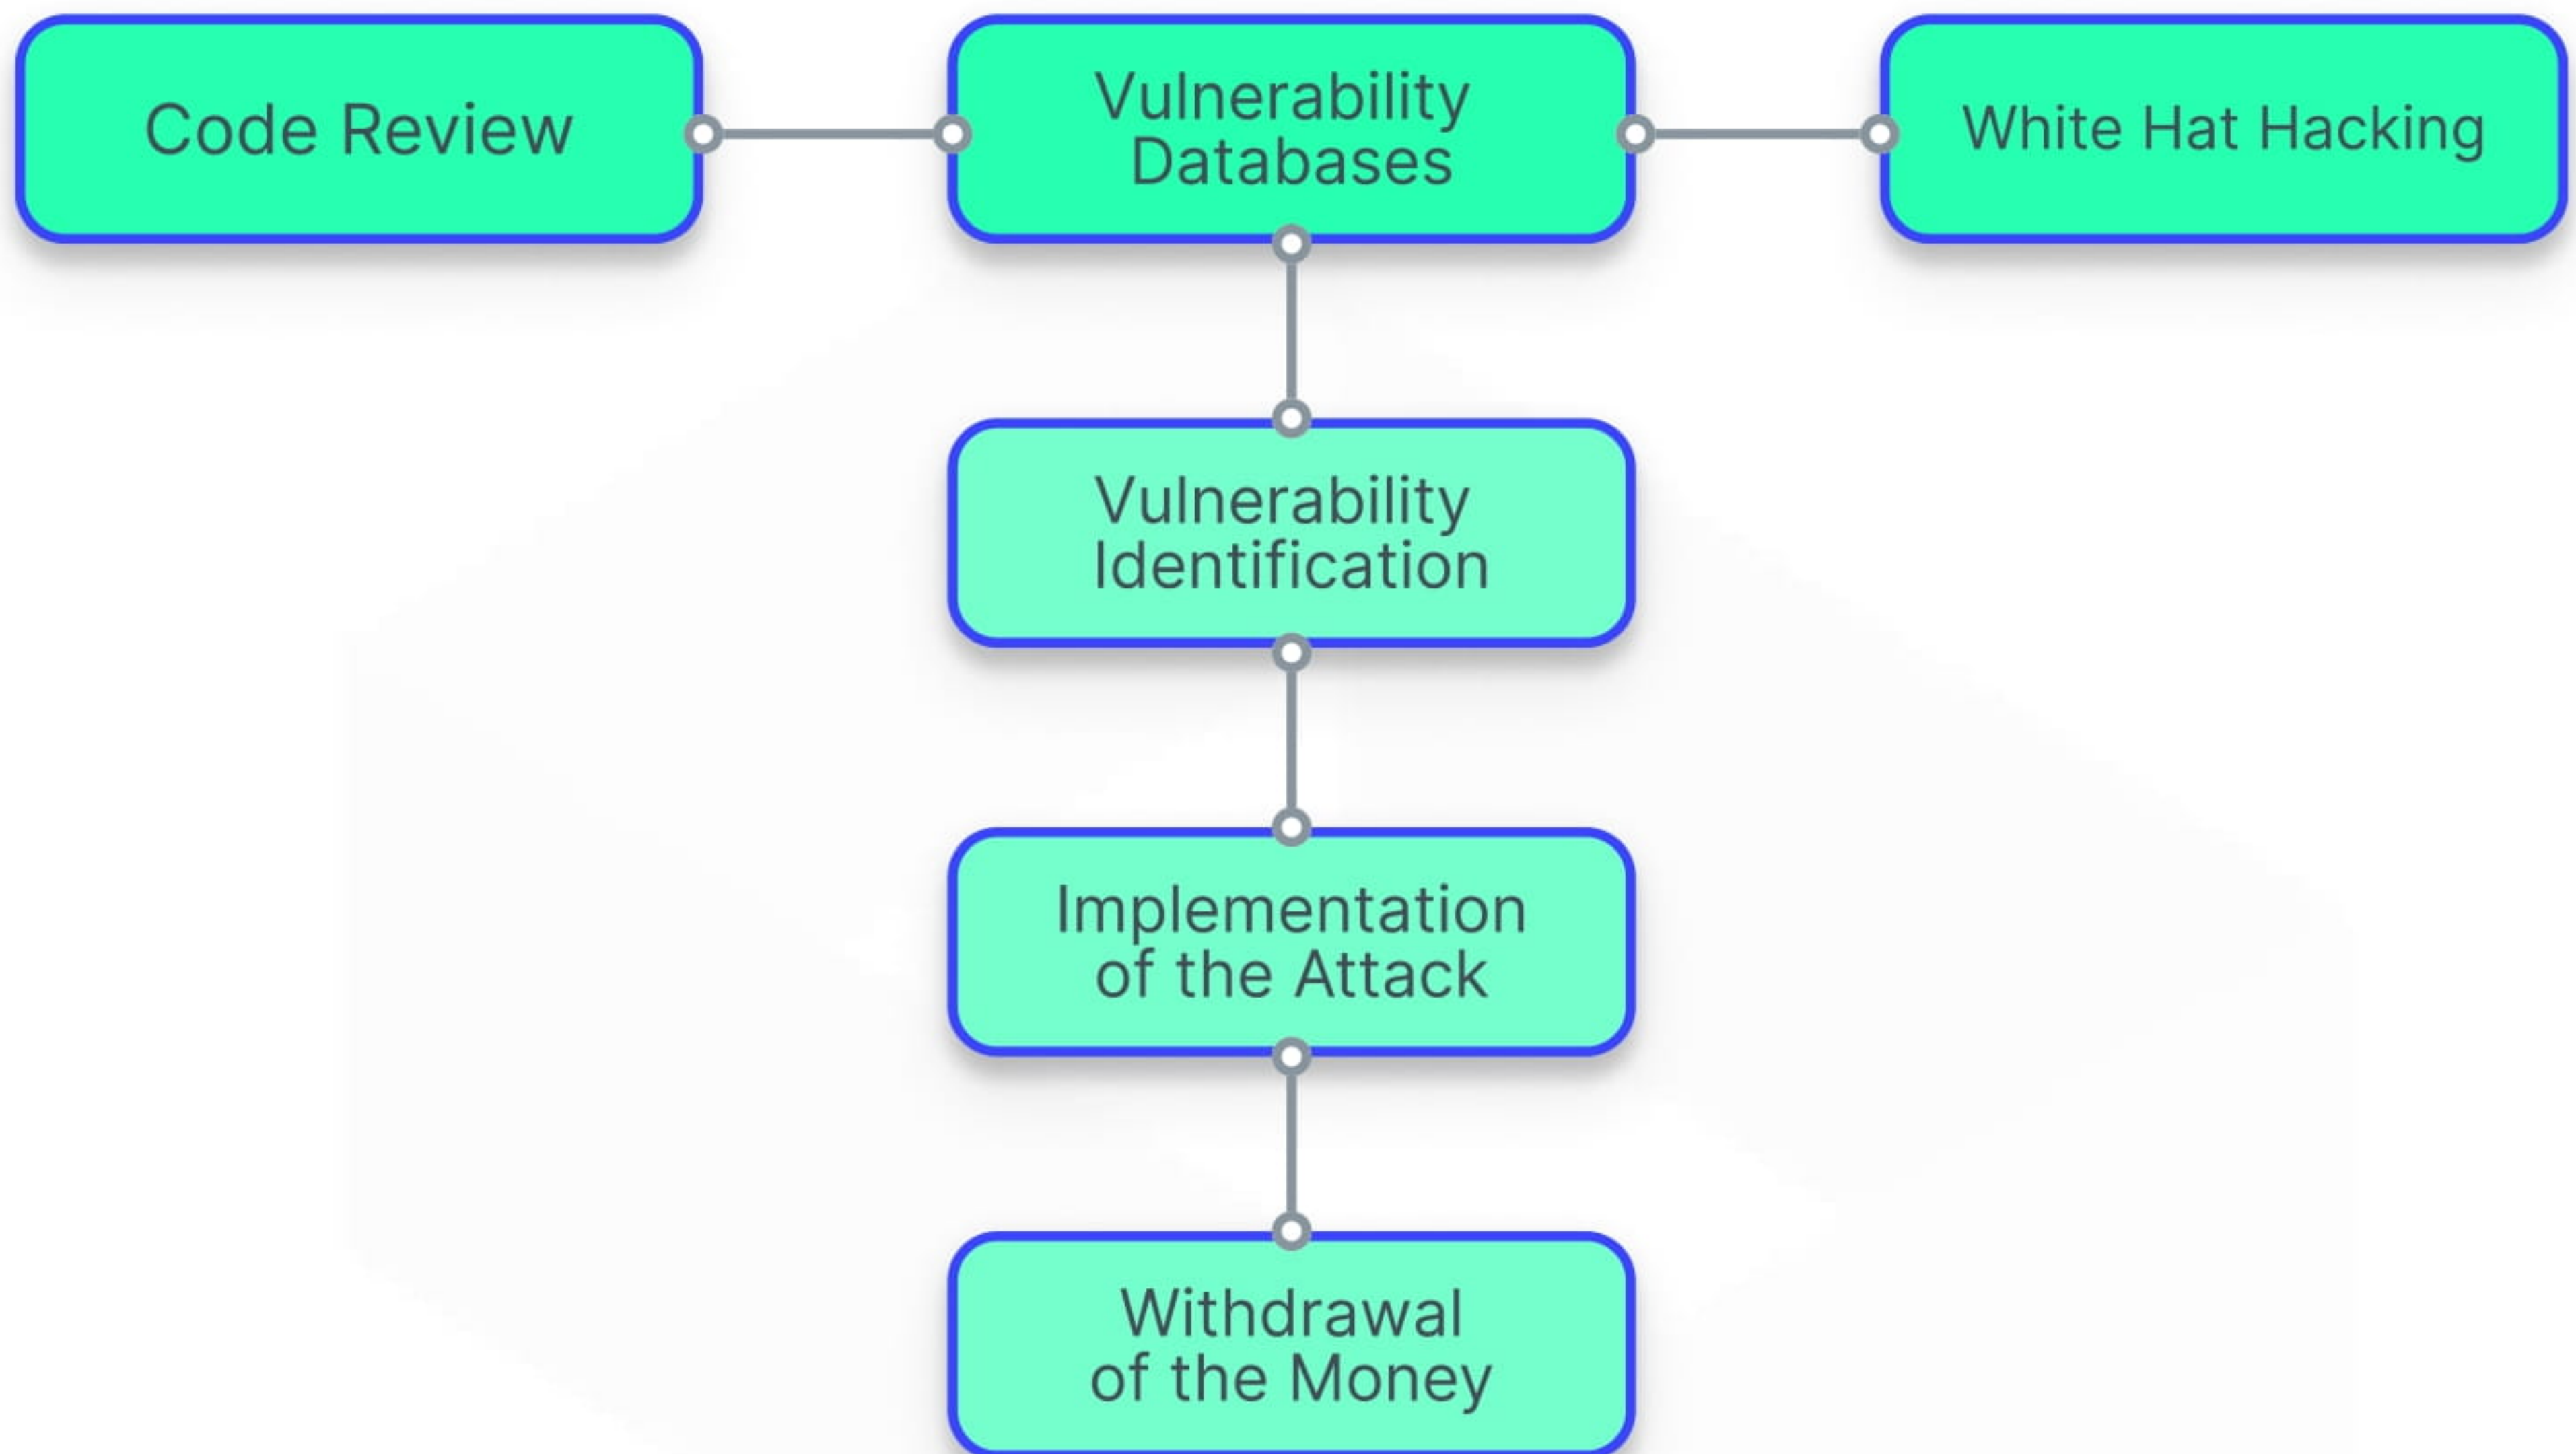 Code Review
Vulnerability
Databases
White Hat Hacking
Vulnerability
Identification
Implementation
of the Attack
Withdrawal
of the Money